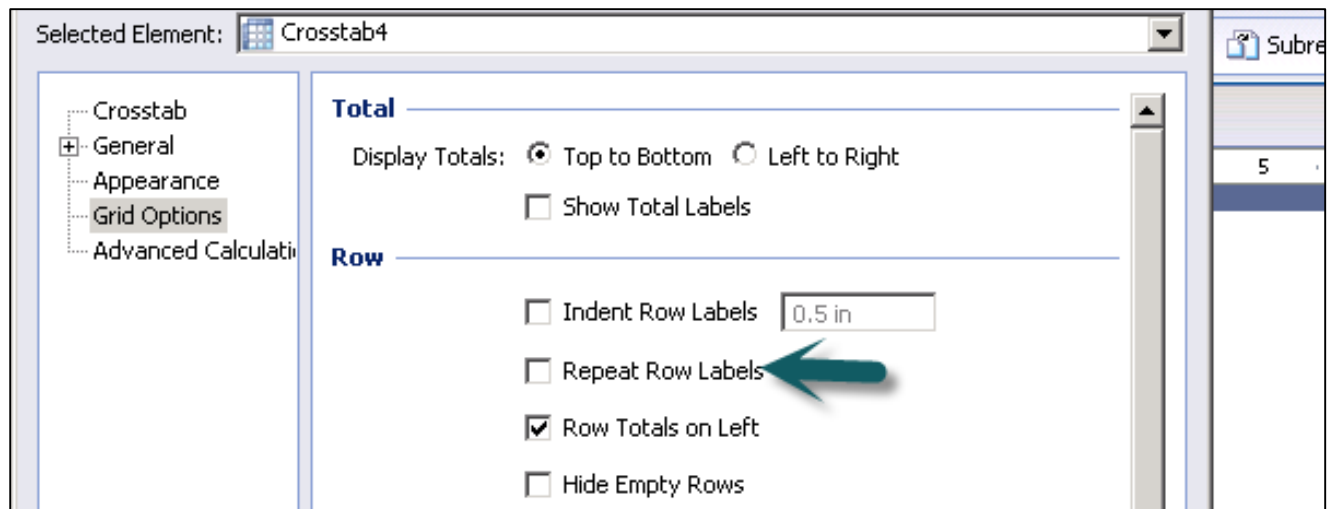 Selected Element: Crosstab4
Subre
Crosstab
General
Appearance
Grid Options
Advanced Calculati
Total
Display Totals: Top to Bottom Left to Right
Show Total Labels
Row
Indent Row Labels 0.5 in
Repeat Row Labels
Row Totals on Left
Hide Empty Rows
5